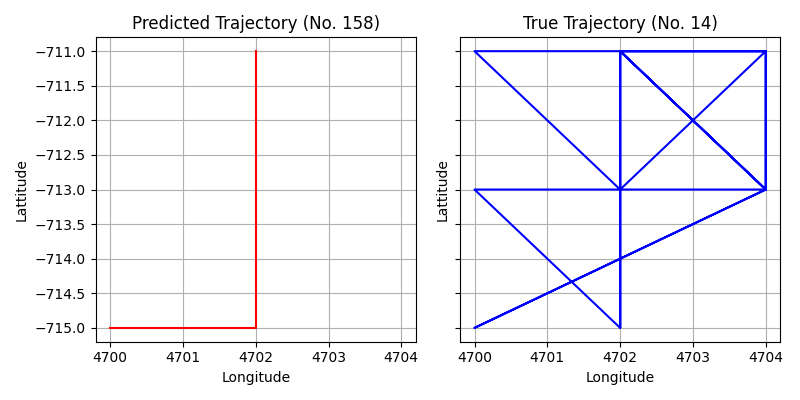 Predicted Trajectory (No. 158)
True Trajectory (No. 14)
−711.0
−711.5
−712.0
−712.5
−713.0
−713.5
−714.0
−714.5
−715.0
Lattitude
Lattitude
4700 4701 4702 4703 4704
4700 4701 4702 4703 4704
Longitude
Longitude